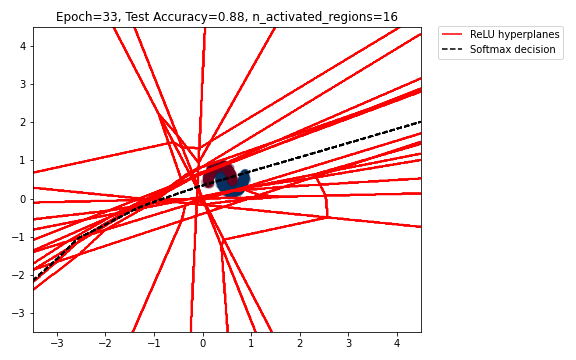 Epoch=33, Test Accuracy=0.88, n_activated_regions=16
ReLU hyperplanes
Softmax decision
4
3
2
1
0
−1
−2
−3
−3 −2 −1 0 1 2 3 4